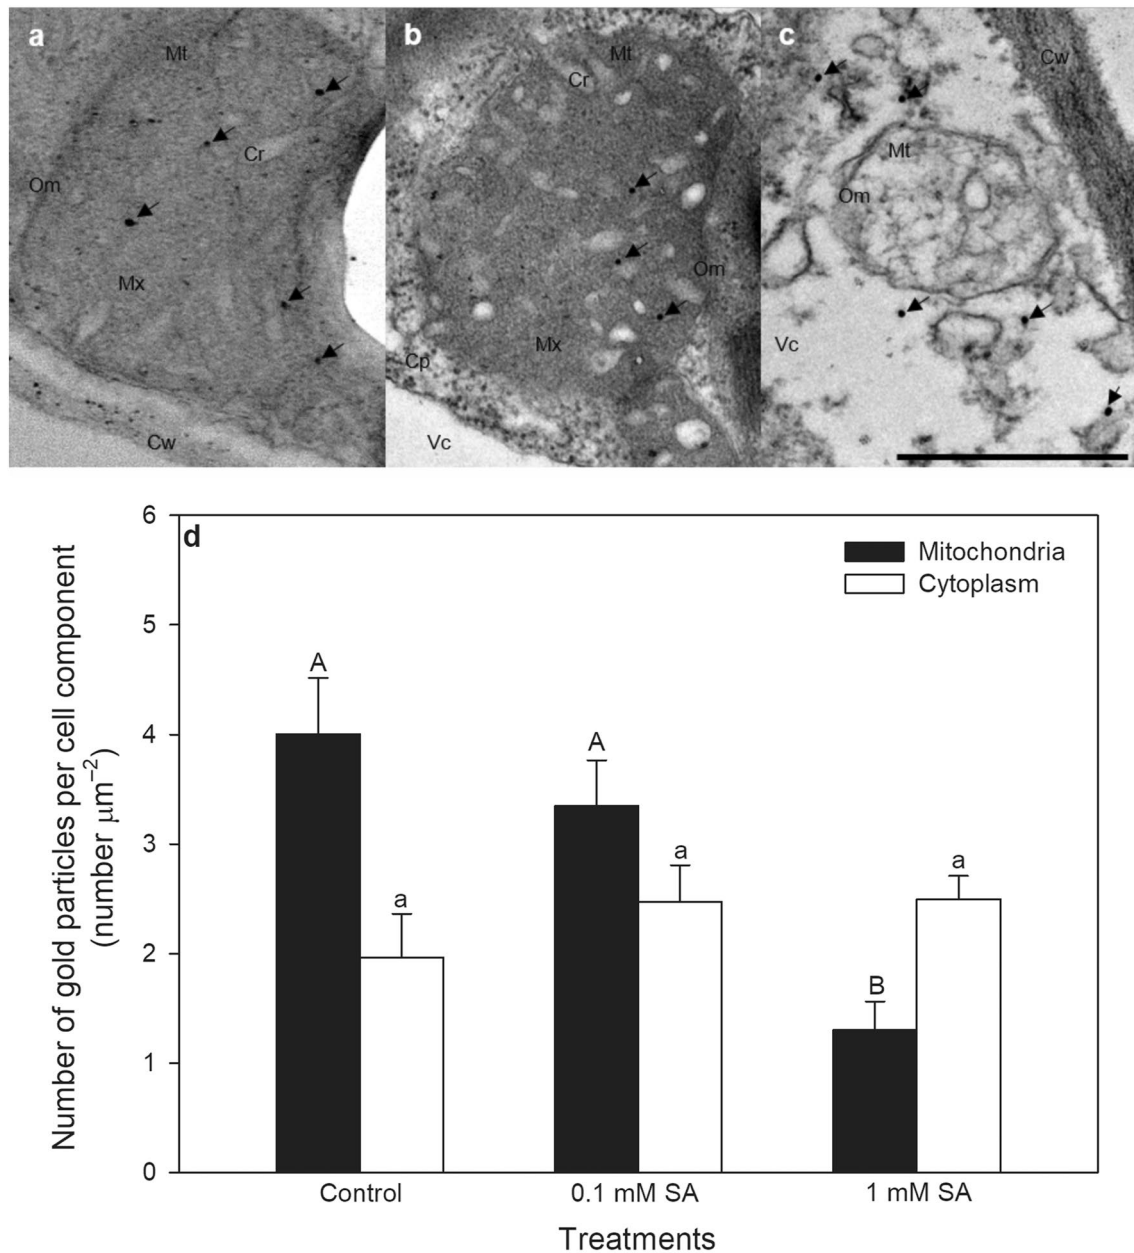 a
Mt
Cr
Om
Mx
Cw
b
Mt
Cr
Om
Mx
Cp
Vc
c
Cw
Mt
Om
Vc
d
Mitochondria
Cytoplasm
Number of gold particles per cell component
(number μm−2)
6
5
4
3
2
1
0
A
a
A
a
B
a
Control
0.1 mM SA
1 mM SA
Treatments